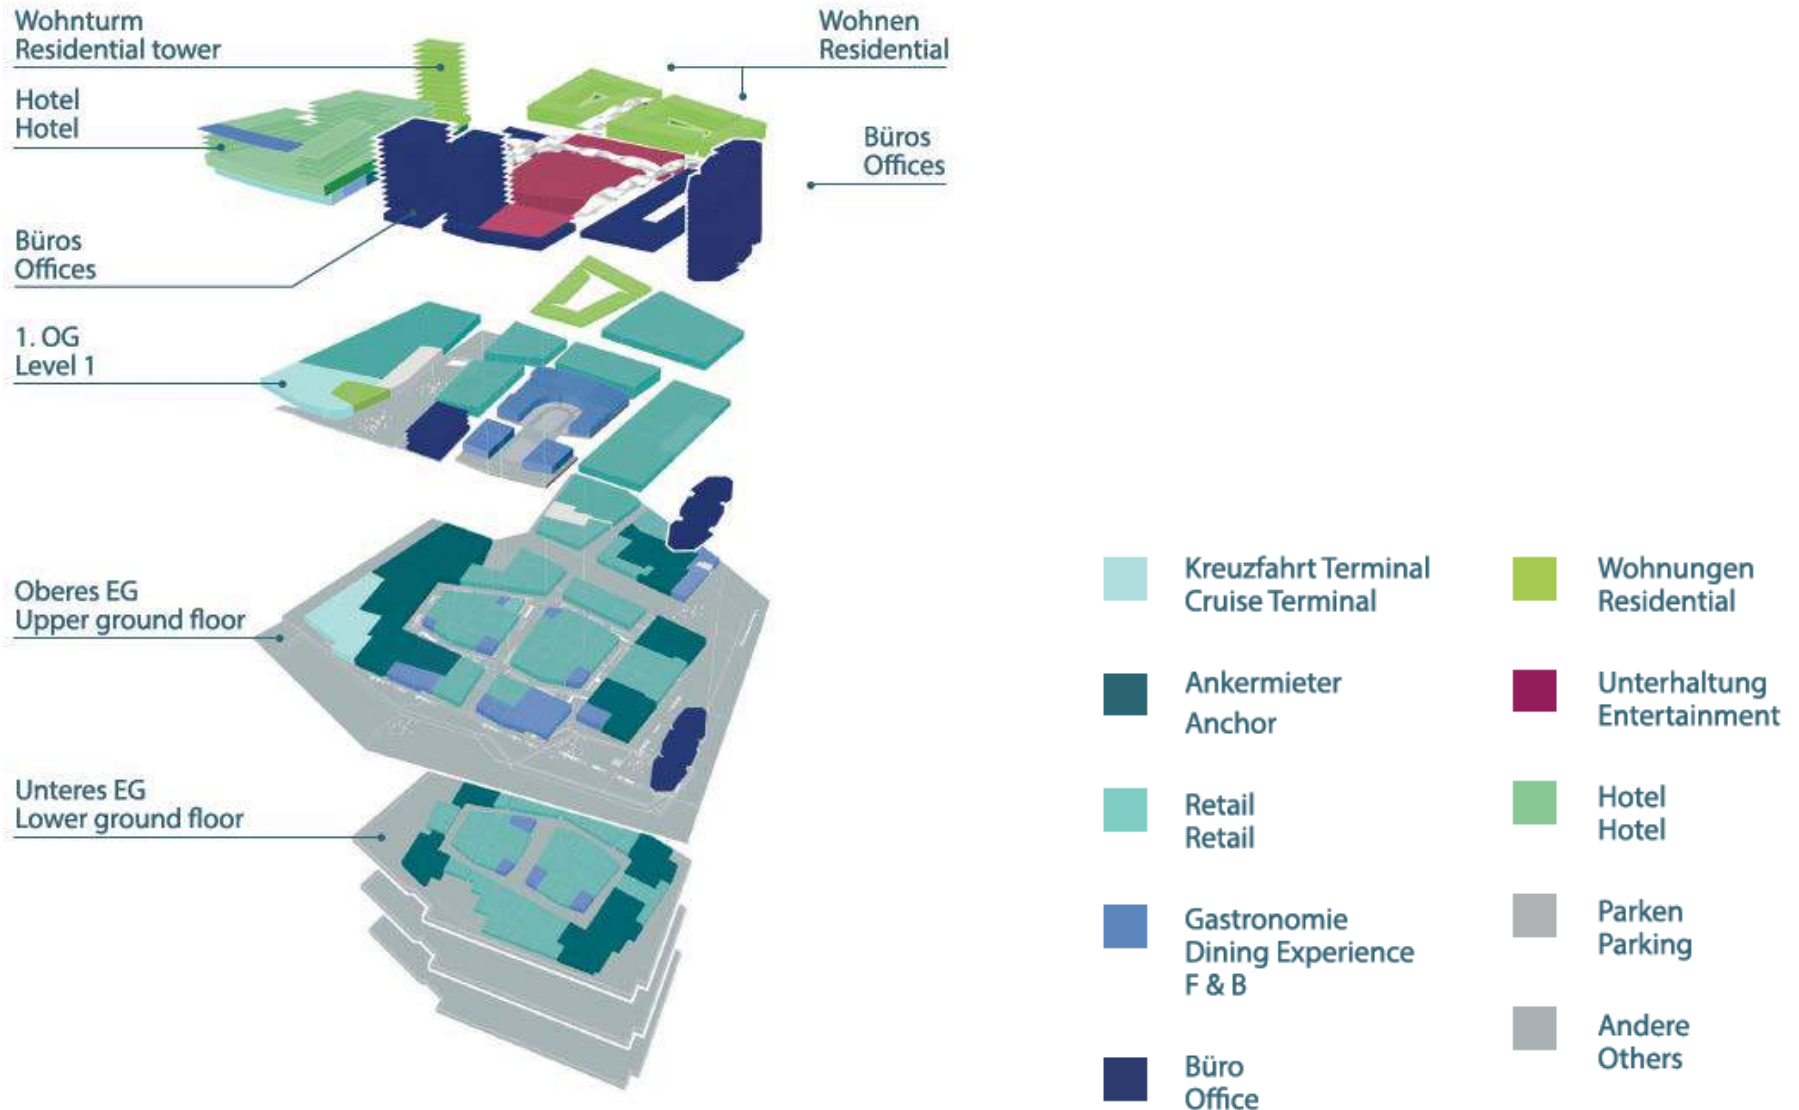 Wohnturm
Residential tower
Wohnen
Residential
Hotel
Hotel
Büros
Offices
Büros
Offices
1. OG
Level 1
Oberes EG
Upper ground floor
Unteres EG
Lower ground floor
Kreuzfahrt Terminal
Cruise Terminal
Ankermieter
Anchor
Retail
Retail
Gastronomie
Dining Experience
F & B
Büro
Office
Wohnungen
Residential
Unterhaltung
Entertainment
Hotel
Hotel
Parken
Parking
Andere
Others